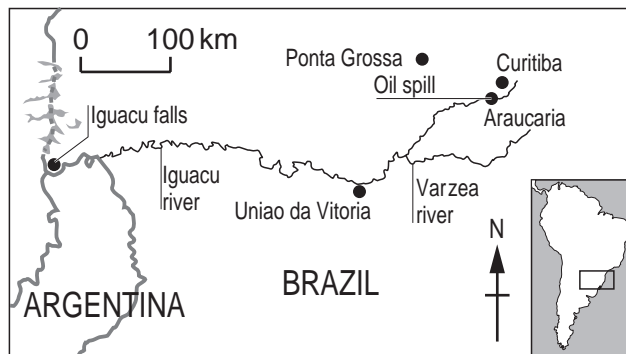 0 100 km
Ponta Grossa
Curitiba
Oil spill
Araucaria
Iguacu falls
Iguacu
river
Uniao da Vitoria
Varzea
river
N
BRAZIL
ARGENTINA